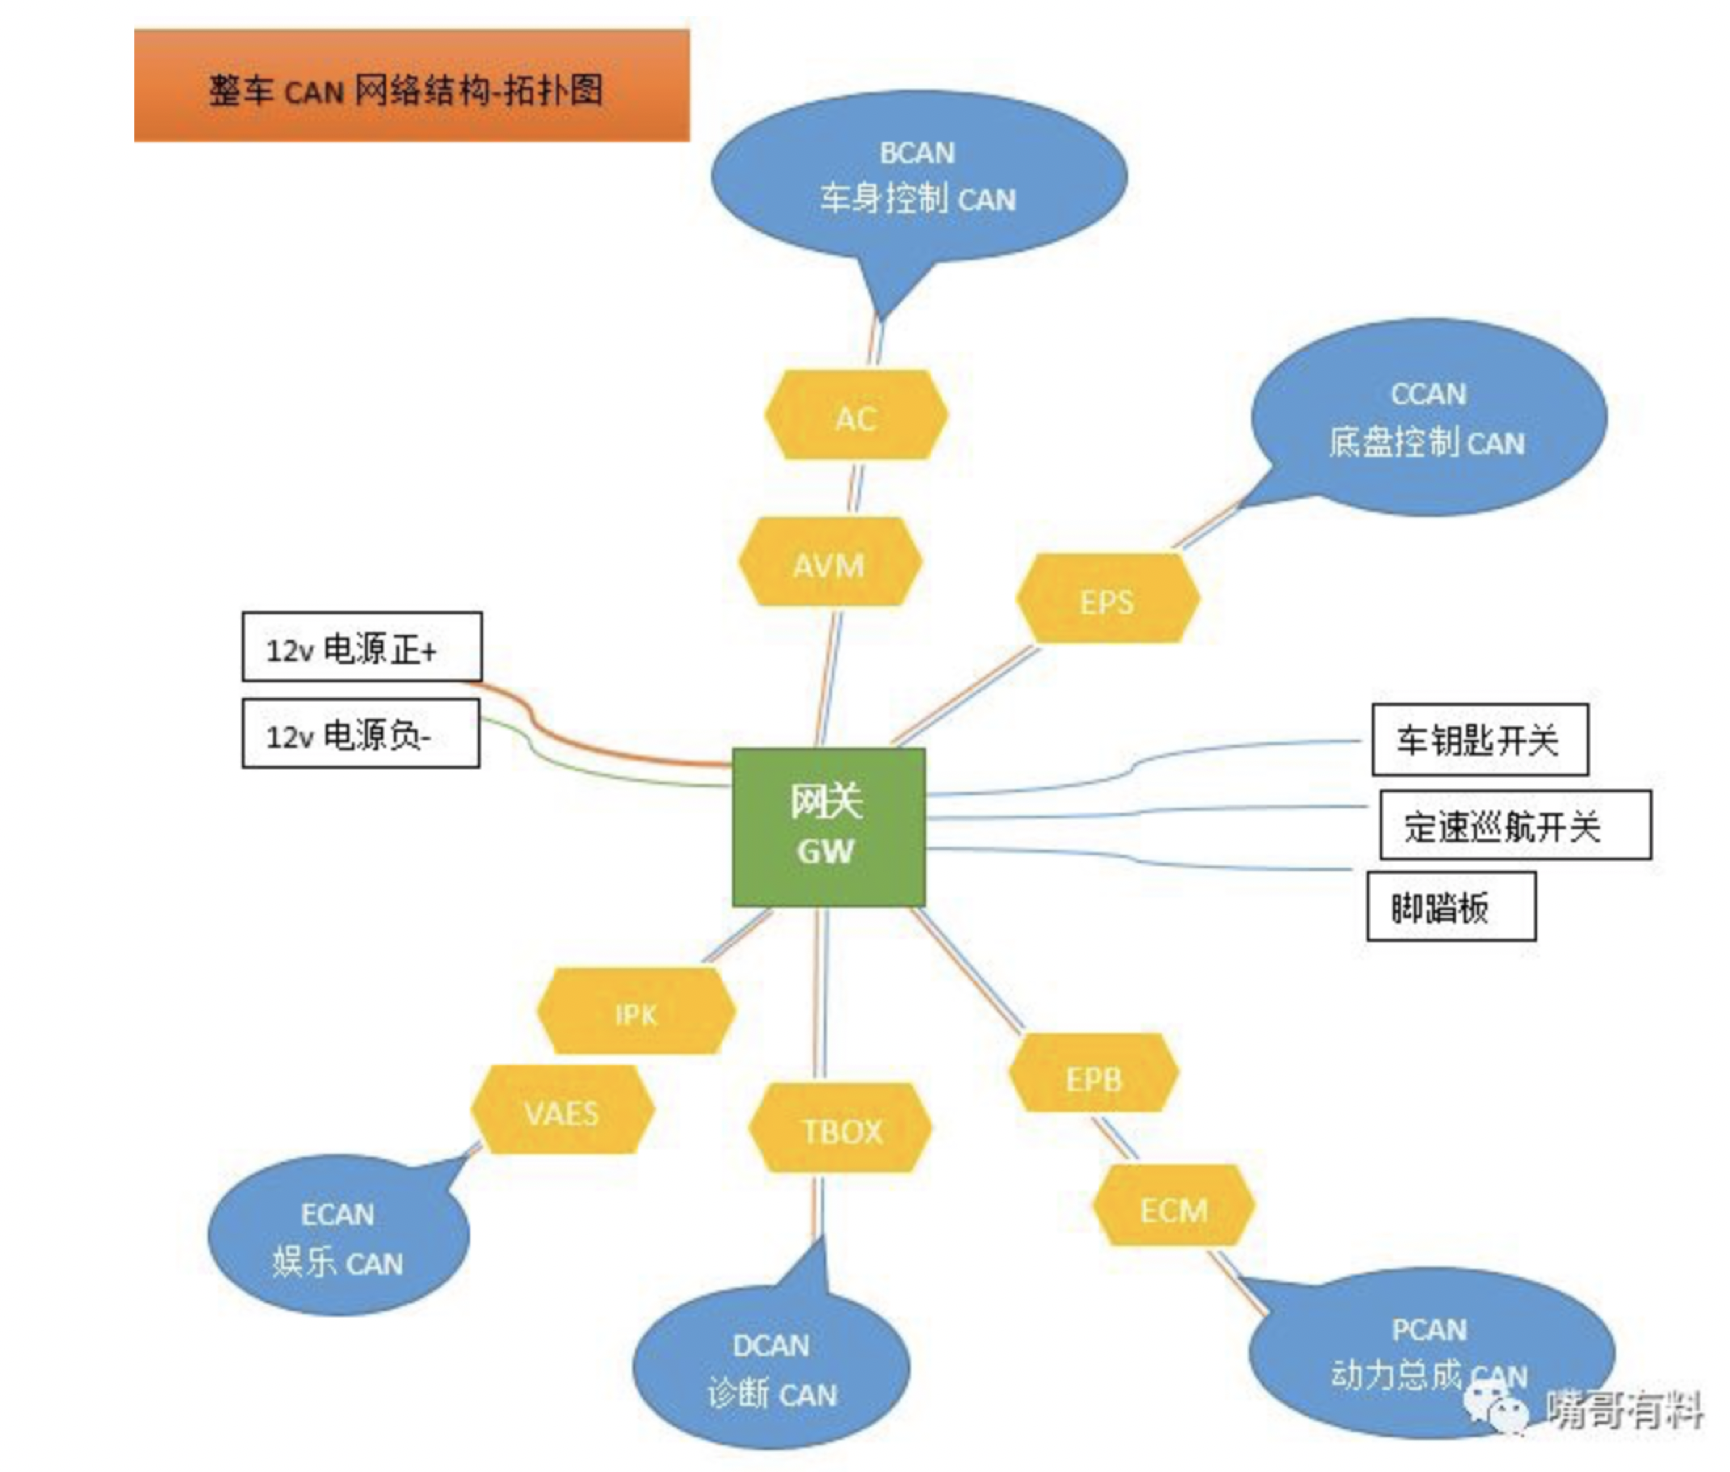 整车 CAN 网络结构-拓扑图
BCAN
车身控制 CAN
CCAN
底盘控制 CAN
AC
AVM
EPS
12v 电源正+
12v 电源负-
网关
GW
车钥匙开关
定速巡航开关
脚踏板
IPK
VAES
TBOX
EPB
ECM
ECAN
娱乐 CAN
DCAN
诊断 CAN
PCAN
动力总成 CAN
嘴哥有料